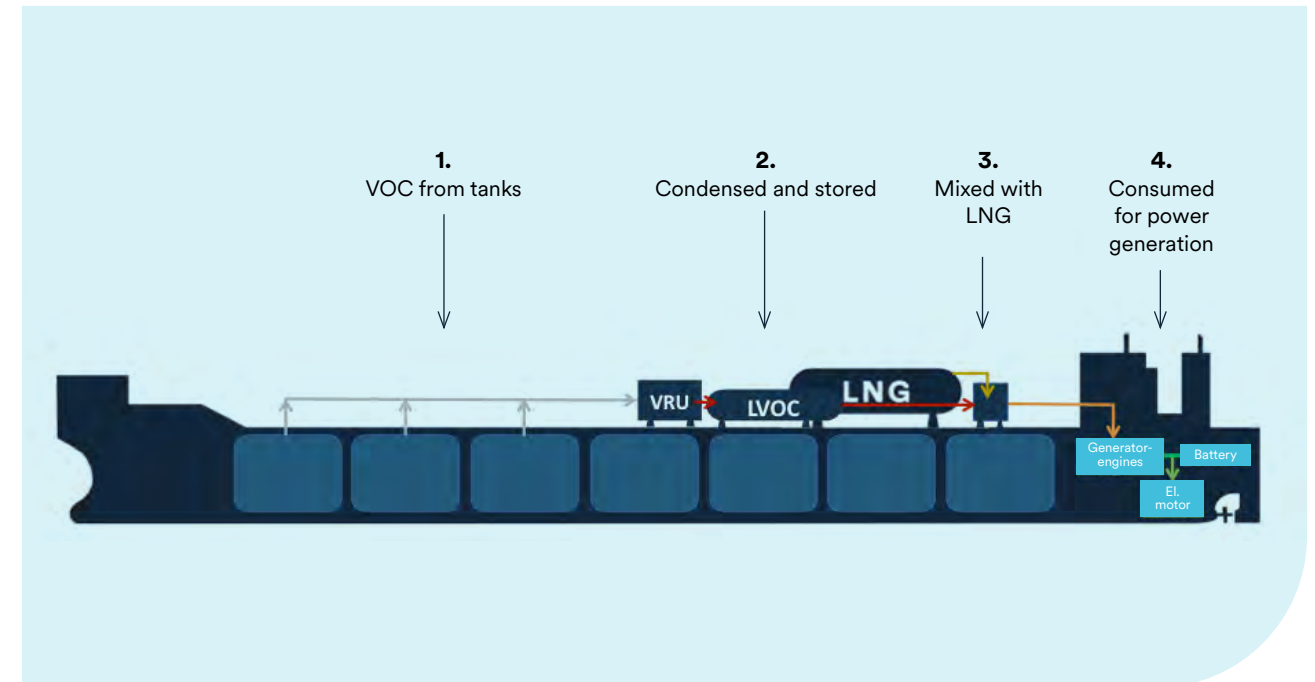 1.
VOC from tanks
2.
Condensed and stored
3.
Mixed with
LNG
4.
Consumed
for power
generation
VRU
LVOC
LNG
Generator-
engines
Battery
El.
motor